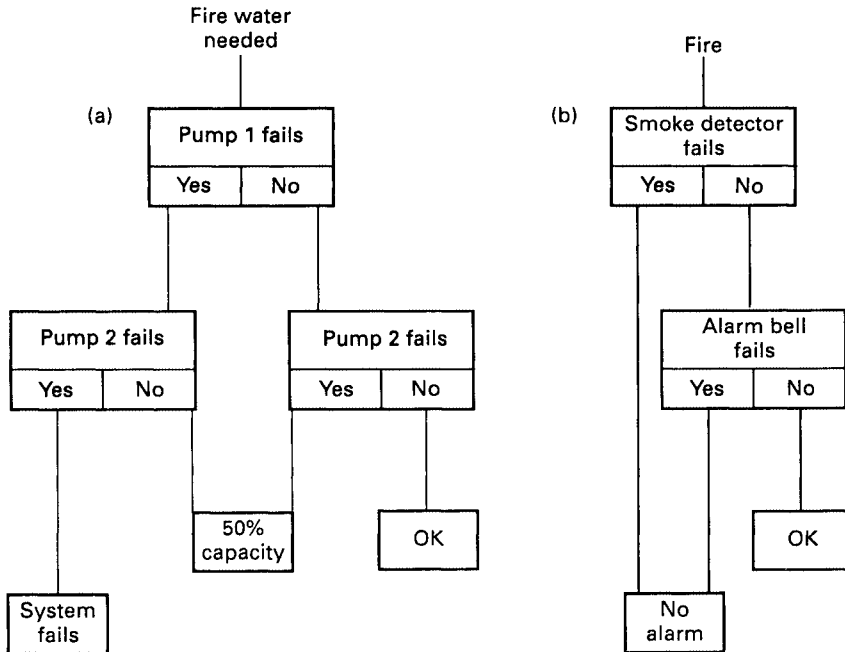 Fire water
needed
(a)
Pump 1 fails
Yes No
Pump 2 fails
Yes No
Pump 2 fails
Yes No
50%
capacity
OK
System
fails
Fire
(b)
Smoke detector
fails
Yes No
Alarm bell
fails
Yes No
OK
No
alarm